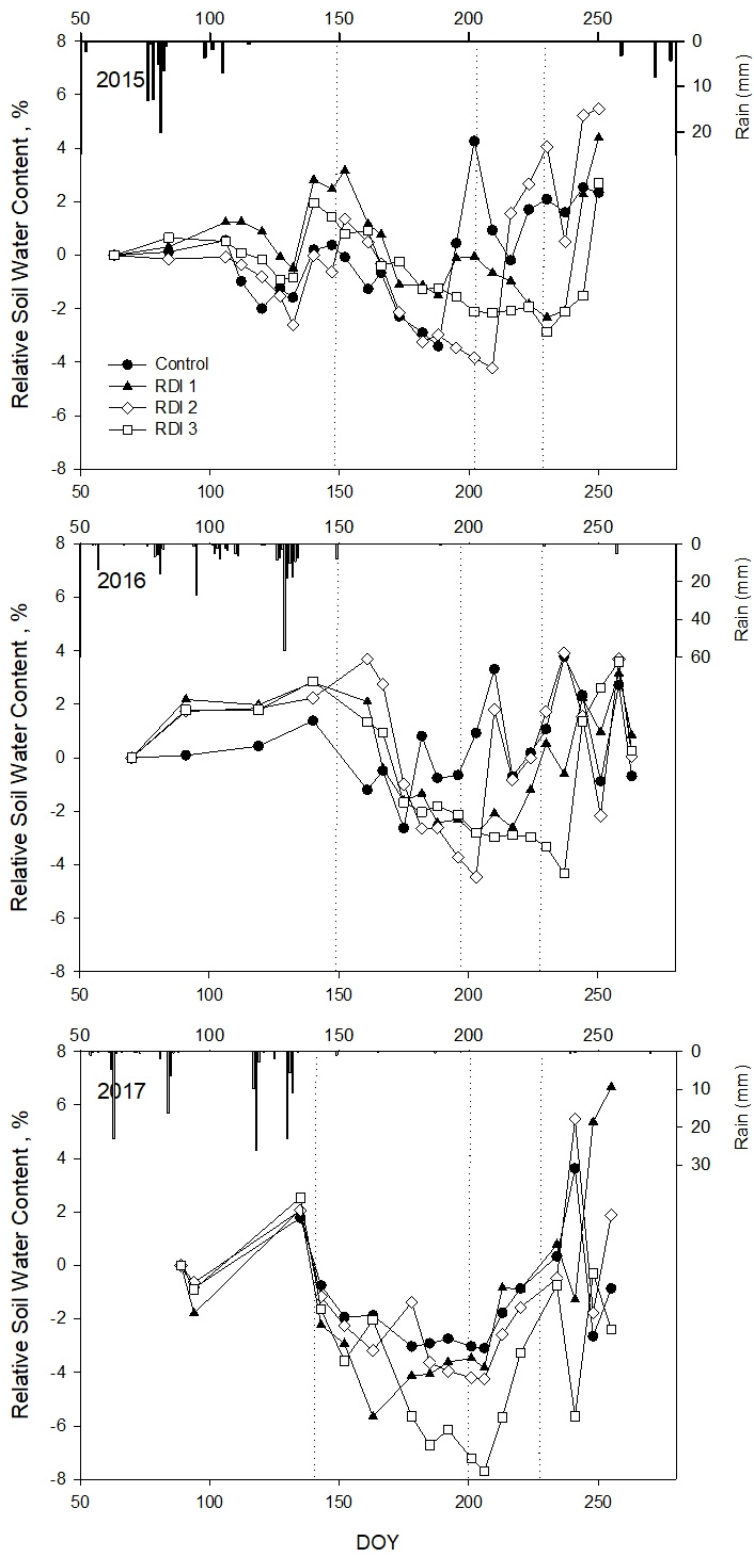 50 100 150 200 250
8 0
2015
6
4 10
2 20
0
-2
-4
-6
-8
Relative Soil Water Content , %
Rain (mm)
Control
RDI 1
RDI 2
RDI 3
50 100 150 200 250
50 100 150 200 250
8 0
2016
6 20
4 40
2 60
0
-2
-4
-6
-8
Relative Soil Water Content , %
Rain (mm)
50 100 150 200 250
50 100 150 200 250
8 0
2017
6 10
4 20
2 30
0
-2
-4
-6
-8
Relative Soil Water Content , %
Rain (mm)
50 100 150 200 250
DOY